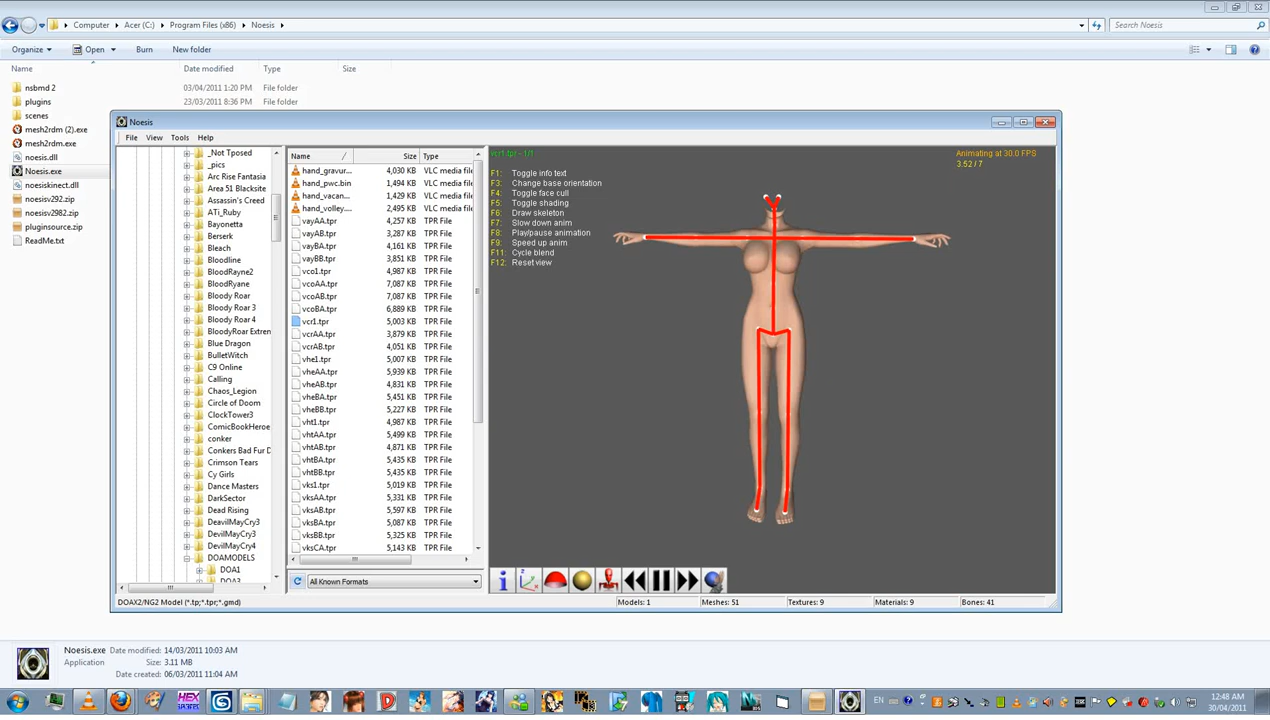 Computer Acer (C:) Program Files (x86) Noesis
Search Noesis
Organize Open Burn New folder
Name Date modified Type Size
nsbmd 2 03/04/2011 1:20 PM File folder
plugins 23/03/2011 8:36 PM File folder
scenes
mesh2rdm (2).exe
mesh2rdm.exe
noesis.dll
Noesis.exe
noesiskinect.dll
noesisv292.zip
noesisv2982.zip
pluginsource.zip
ReadMe.txt
Noesis
File View Tools Help
_Not Tposed
_pics
Arc Rise Fantasia
Area 51 Blacksite
Assassin's Creed
ATi_Ruby
Bayonetta
Berserk
Bleach
Bloodline
BloodRayne2
BloodRyane
Bloody Roar
Bloody Roar 3
Bloody Roar 4
BloodyRoar Extren
Blue Dragon
BulletWitch
C9 Online
Calling
Chaos_Legion
Circle of Doom
ClockTower3
ComicBookHeroe
conker
Conkers Bad Fur D
Crimson Tears
Cy Girls
Dance Masters
DarkSector
Dead Rising
DeavilMayCry3
DevilMayCry3
DevilMayCry4
DOAMODELS
DOA1
DOA3
Name Size Type
hand_gravur... 4,030 KB VLC media file
hand_pwc.bin 1,494 KB VLC media file
hand_vacan... 1,429 KB VLC media file
hand_volley.... 2,495 KB VLC media file
vayAA.tpr 4,257 KB TPR File
vayAB.tpr 3,287 KB TPR File
vayBA.tpr 4,161 KB TPR File
vayBB.tpr 3,851 KB TPR File
vco1.tpr 4,987 KB TPR File
vcoAA.tpr 7,087 KB TPR File
vcoAB.tpr 7,087 KB TPR File
vcoBA.tpr 6,889 KB TPR File
vcr1.tpr 5,003 KB TPR File
vcrAA.tpr 3,879 KB TPR File
vcrAB.tpr 4,051 KB TPR File
vhe1.tpr 5,007 KB TPR File
vheAA.tpr 5,939 KB TPR File
vheAB.tpr 4,831 KB TPR File
vheBA.tpr 5,451 KB TPR File
vheBB.tpr 5,227 KB TPR File
vht1.tpr 4,987 KB TPR File
vhtAA.tpr 5,499 KB TPR File
vhtAB.tpr 4,871 KB TPR File
vhtBA.tpr 5,435 KB TPR File
vhtBB.tpr 5,435 KB TPR File
vks1.tpr 5,019 KB TPR File
vksAA.tpr 5,331 KB TPR File
vksAB.tpr 5,597 KB TPR File
vksBA.tpr 5,087 KB TPR File
vksBB.tpr 5,325 KB TPR File
vksCA.tpr 5,143 KB TPR File
All Known Formats
vcr1.tpr - 1/1
F1: Toggle info text
F3: Change base orientation
F4: Toggle face cull
F5: Toggle shading
F6: Draw skeleton
F7: Slow down anim
F8: Play/pause animation
F9: Speed up anim
F11: Cycle blend
F12: Reset view
Animating at 30.0 FPS
3.52 / 7
DOAX2/NG2 Model (*.tp;*.tpr;*.gmd) Models: 1 Meshes: 51 Textures: 9 Materials: 9 Bones: 41
Noesis.exe Date modified: 14/03/2011 10:03 AM
Application Size: 3.11 MB
Date created: 06/03/2011 11:04 AM
HEX
EN
12:48 AM
30/04/2011